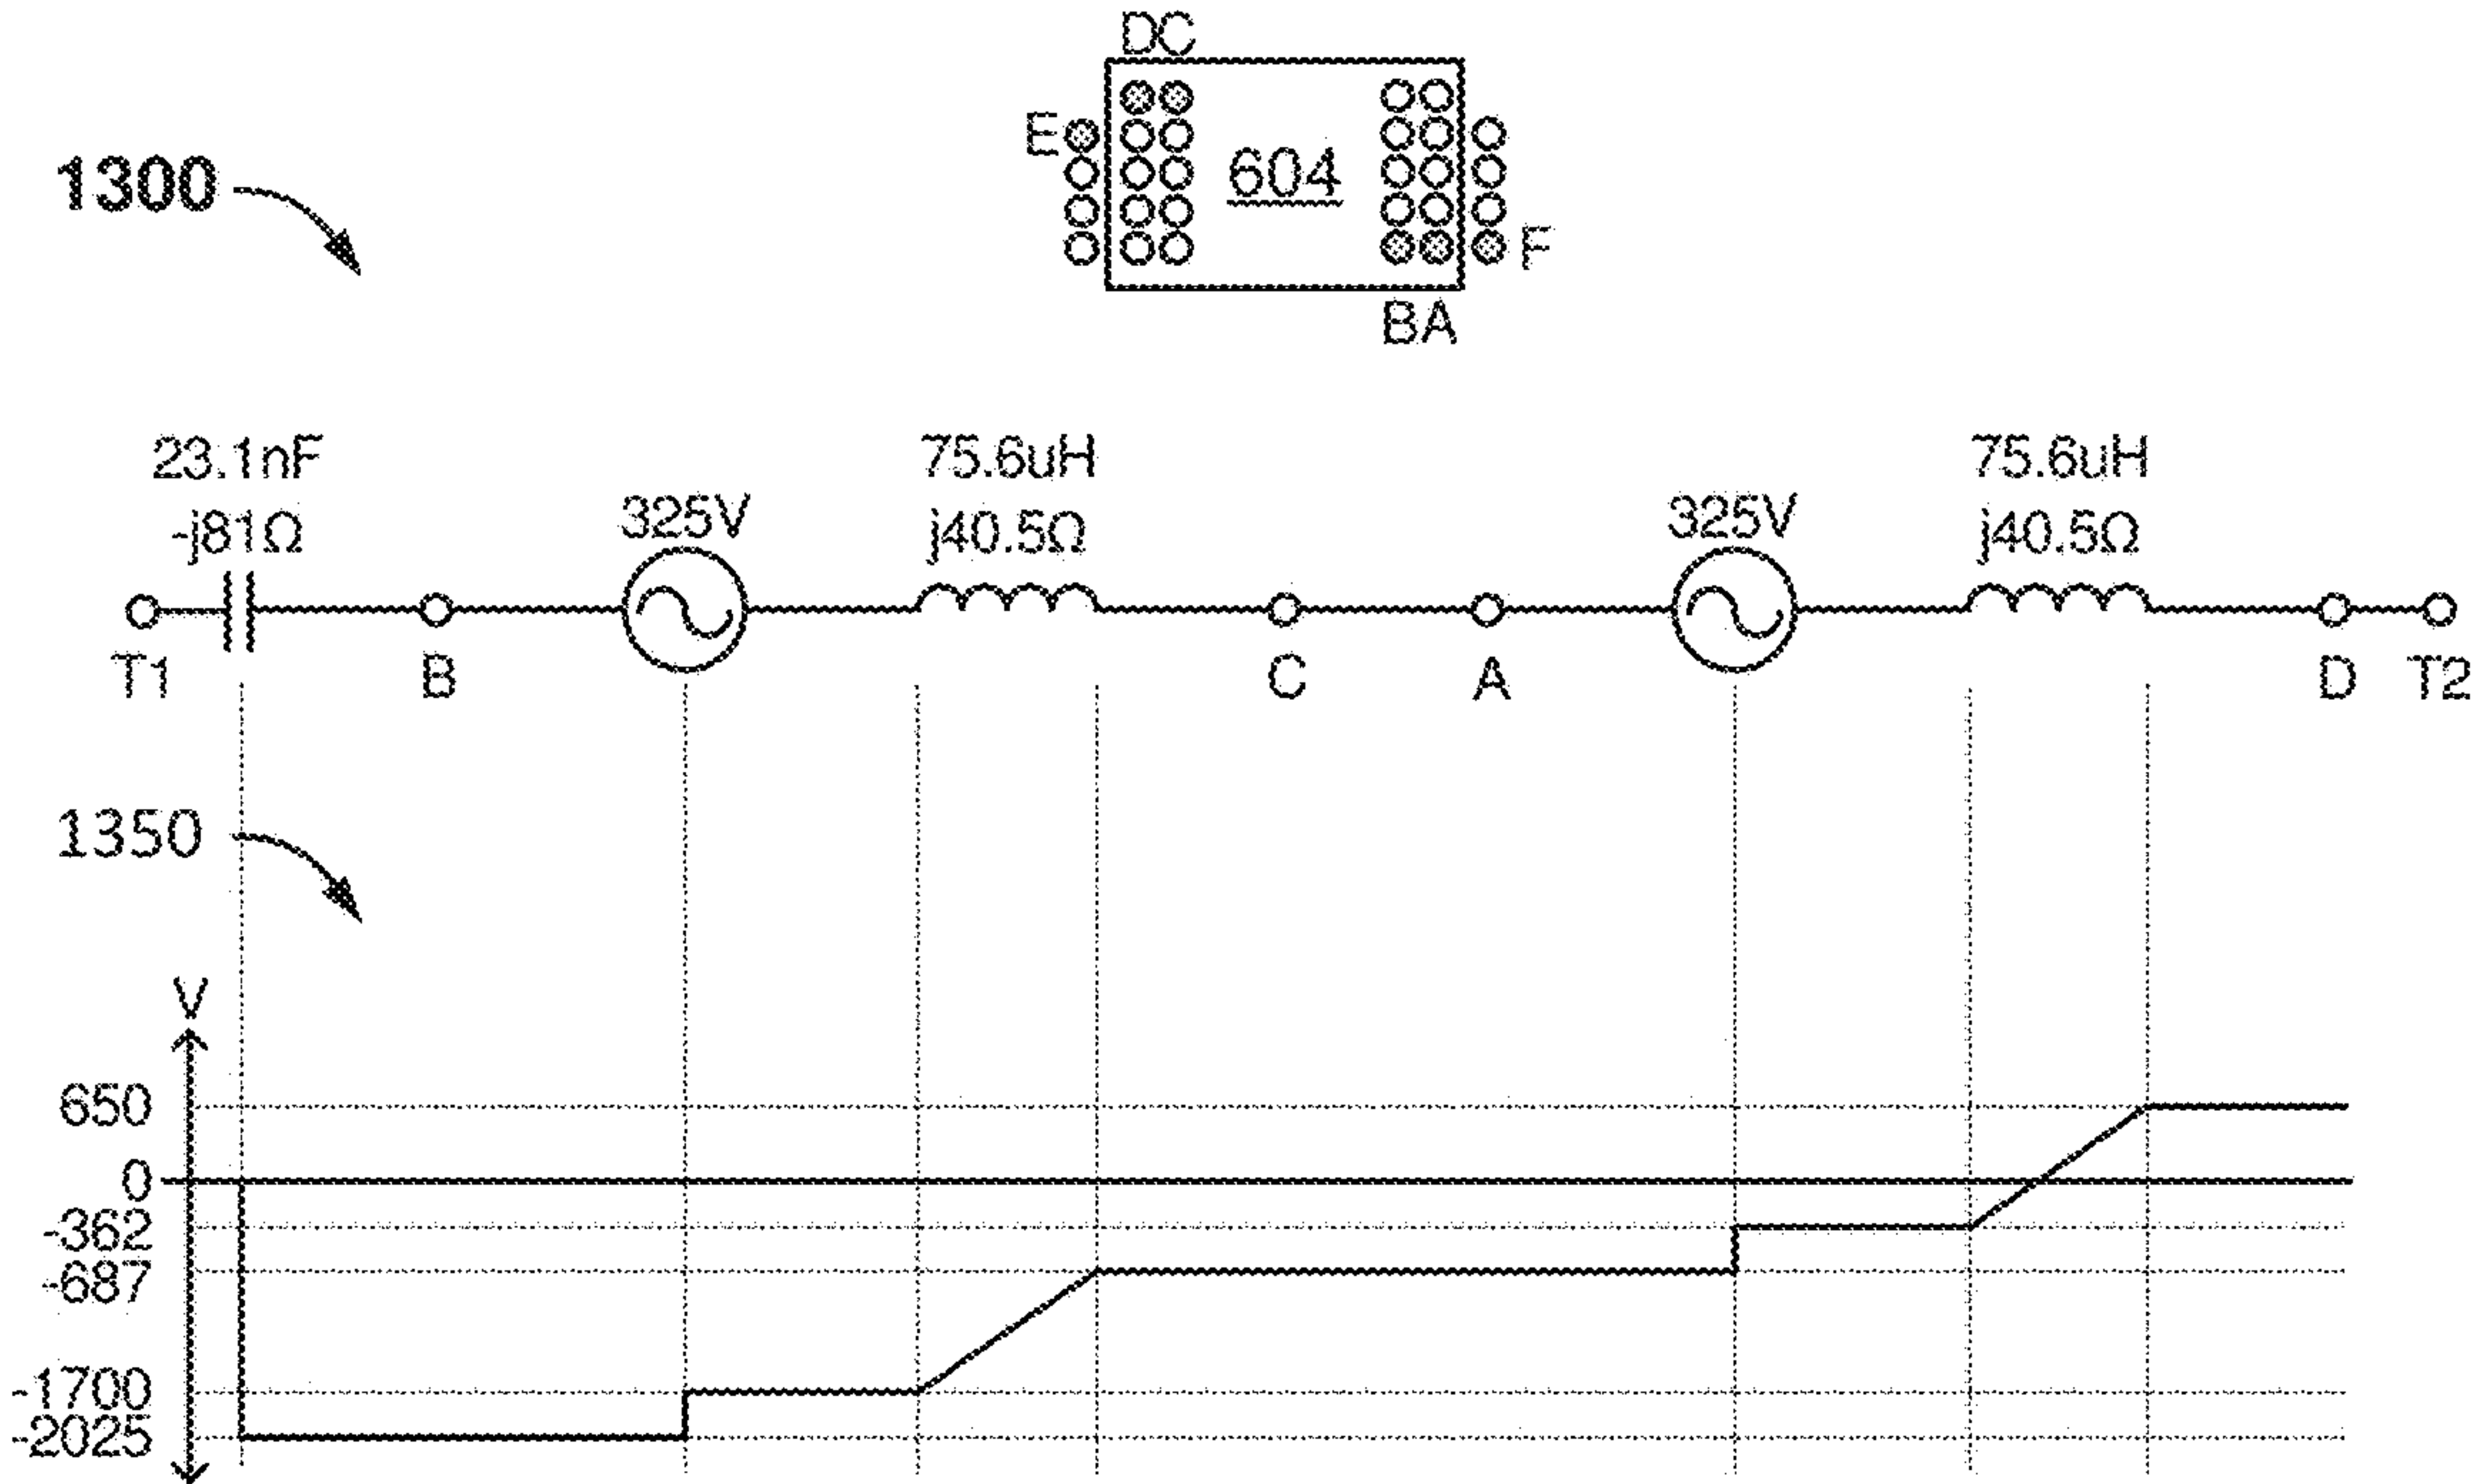 DC
E
1300
604
F
BA
23.1nF
-j81Ω
325V
75.6uH
j40.5Ω
325V
75.6uH
j40.5Ω
T1
B
C
A
D
T2
1350
V
650
0
-362
-687
-1700
-2025